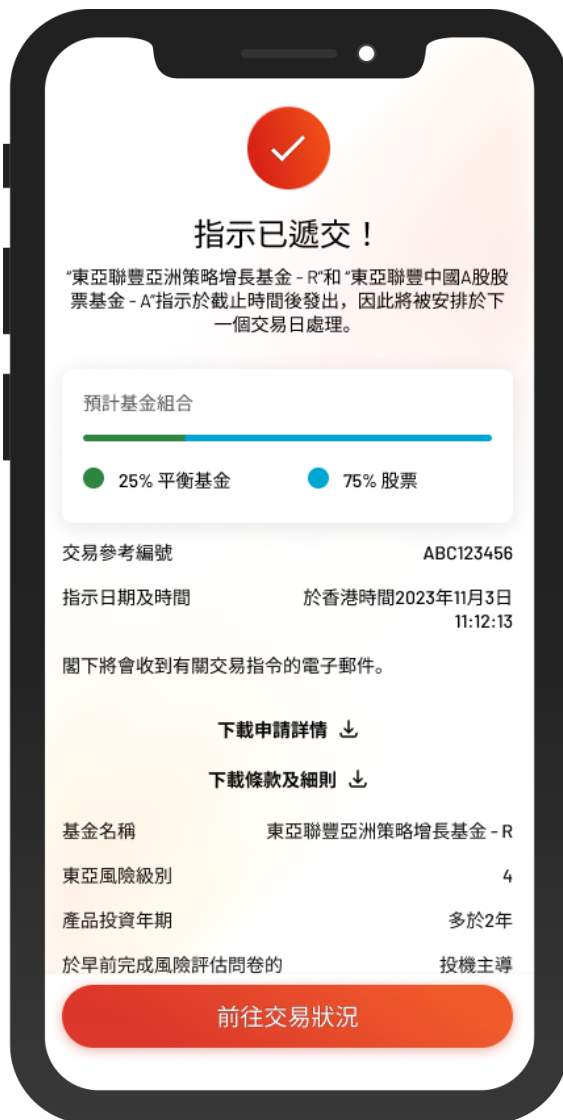 指示已遞交！
“東亞聯豐亞洲策略增長基金 - R”和 “東亞聯豐中國A股股
票基金 - A”指示於截止時間後發出，因此將被安排於下
一個交易日處理。
預計基金組合
25% 平衡基金 75% 股票
交易參考編號 ABC123456
指示日期及時間 於香港時間2023年11月3日
11:12:13
閣下將會收到有關交易指令的電子郵件。
下載申請詳情
下載條款及細則
基金名稱 東亞聯豐亞洲策略增長基金 - R
東亞風險級別 4
產品投資年期 多於2年
於早前完成風險評估問卷的 投機主導
前往交易狀況